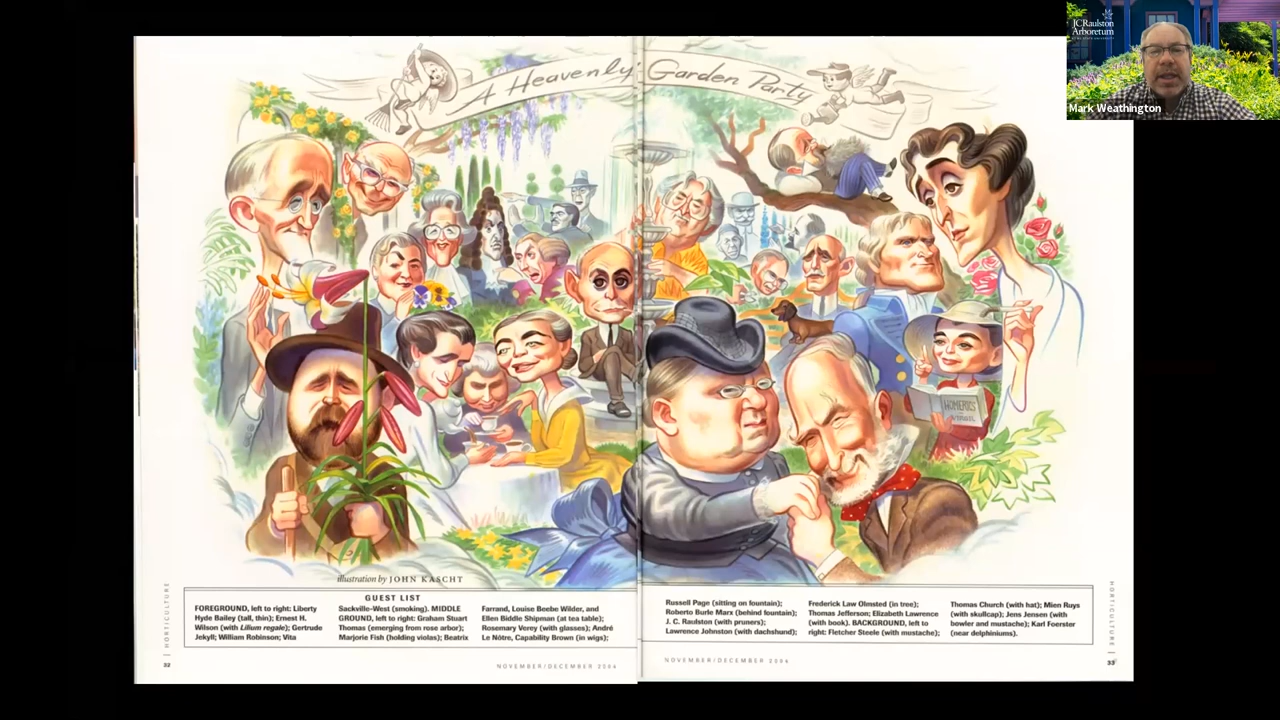 JCRaulston
Arboretum
Mark Weathington
A Heavenly Garden Party
HOMEROCKS
illustration by JOHN KASCHT
GUEST LIST
FOREGROUND, left to right: Liberty
Hyde Bailey (tall, thin); Ernest H.
Wilson (with Lilium regale); Gertrude
Jekyll; William Robinson; Vita
Sackville-West (smoking). MIDDLE
GROUND, left to right: Graham Stuart
Thomas (emerging from rose arbor);
Marjorie Fish (holding violas); Beatrix
Farrand, Louise Beebe Wilder, and
Ellen Biddle Shipman (at tea table);
Rosemary Verey (with glasses); André
Le Nôtre, Capability Brown (in wigs);
Russell Page (sitting on fountain);
Roberto Burle Marx (behind fountain);
J. C. Raulston (with pruners);
Lawrence Johnston (with dachshund);
Frederick Law Olmsted (in tree);
Thomas Jefferson; Elizabeth Lawrence
(with book). BACKGROUND, left to
right: Fletcher Steele (with mustache);
Thomas Church (with hat); Mien Ruys
(with skullcap); Jens Jensen (with
bowler and mustache); Karl Foerster
(near delphiniums).
HORTICULTURE
HORTICULTURE
32
NOVEMBER/DECEMBER 2004
NOVEMBER/DECEMBER 2004
33